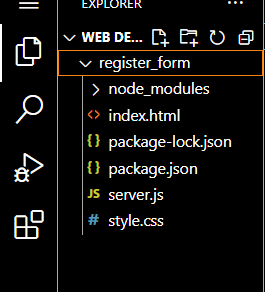 EXPLORER
WEB DE...
register_form
node_modules
<> index.html
{} package-lock.json
{} package.json
JS server.js
# style.css